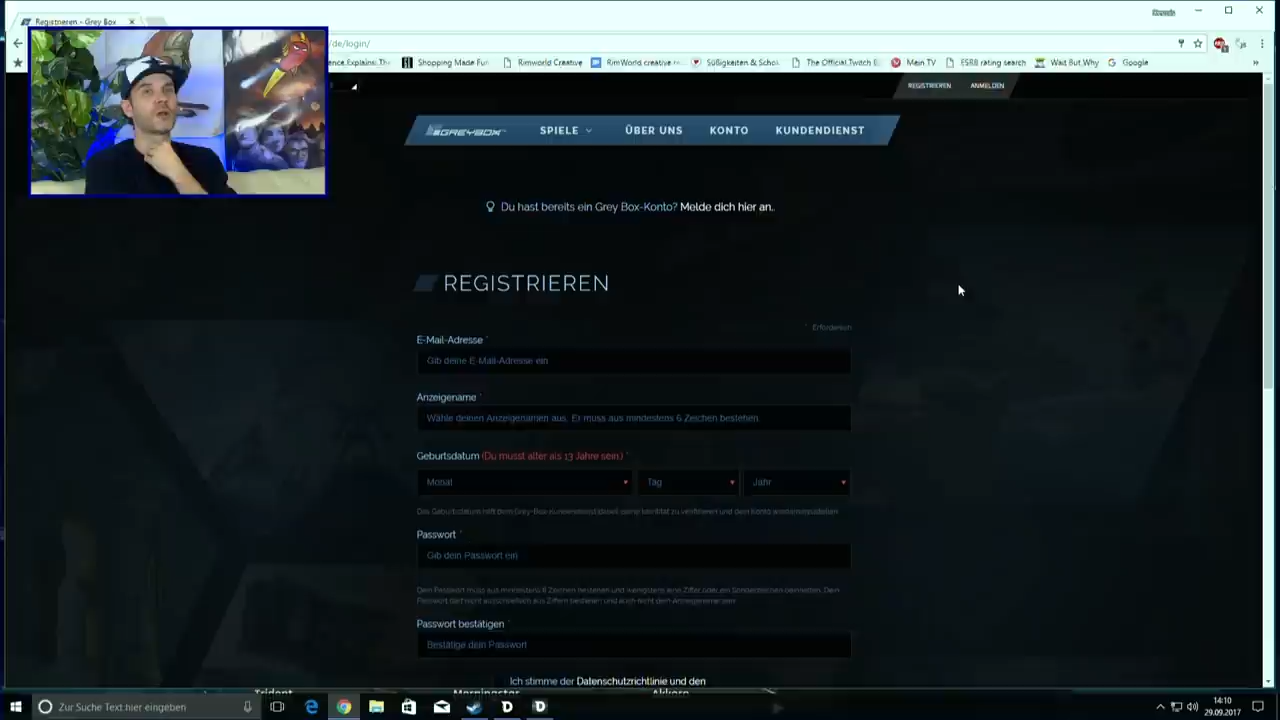 Registrieren - Grey Box
/de/login/
Shopping Made Fun
Rimworld Creative
RimWorld creative
Süßigkeiten & Schok
The Official Twitch
Mein TV
ESRB rating search
Wait But Why
Google
REGISTRIEREN
ANMELDEN
GREYBOX
SPIELE
ÜBER UNS
KONTO
KUNDENDIENST
Du hast bereits ein Grey Box-Konto? Melde dich hier an..
REGISTRIEREN
* Erforderlich
E-Mail-Adresse *
Gib deine E-Mail-Adresse ein
Anzeigename *
Wähle deinen Anzeigenamen aus. Er muss aus mindestens 6 Zeichen bestehen.
Geburtsdatum (Du musst älter als 13 Jahre sein.) *
Monat
Tag
Jahr
Passwort *
Gib dein Passwort ein
Passwort bestätigen *
Bestätige dein Passwort
Ich stimme der Datenschutzrichtlinie und den
Trident
Morningstar
Akkaro
Zur Suche Text hier eingeben
14:10
29.09.2017